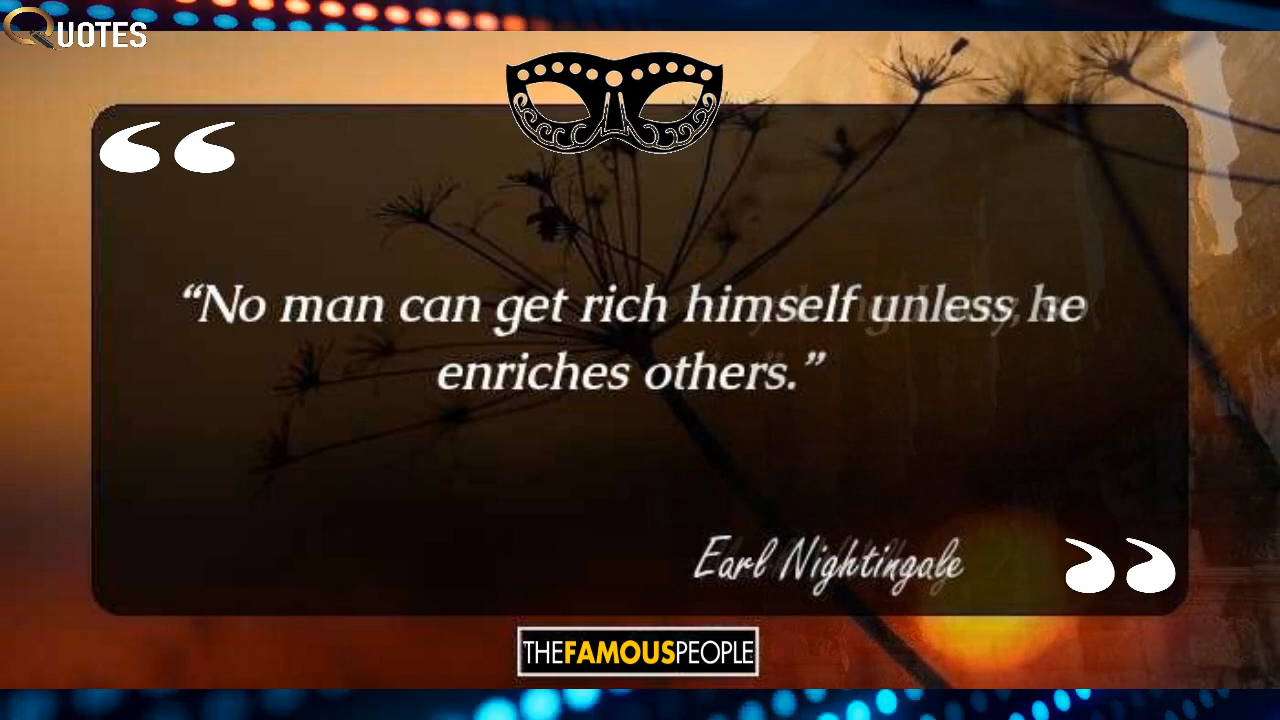 QUOTES
“No man can get rich himself unless he
enriches others.”
Earl Nightingale
THEFAMOUSPEOPLE